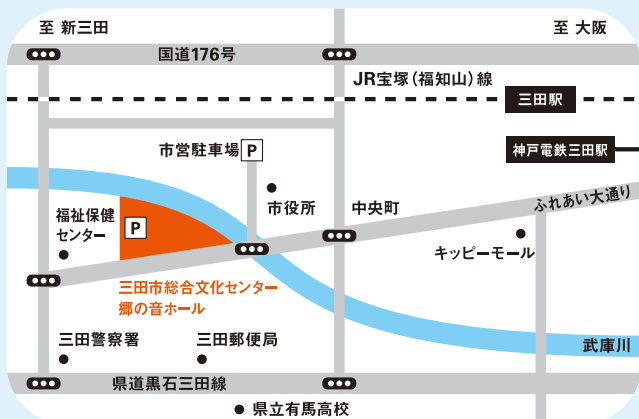 至 新三田
至 大阪
国道176号
JR宝塚（福知山）線
三田駅
市営駐車場 P
神戸電鉄三田駅
ふれあい大通り
市役所
中央町
福祉保健
センター
P
キッピーモール
三田市総合文化センター
郷の音ホール
三田警察署
三田郵便局
武庫川
県道黒石三田線
県立有馬高校